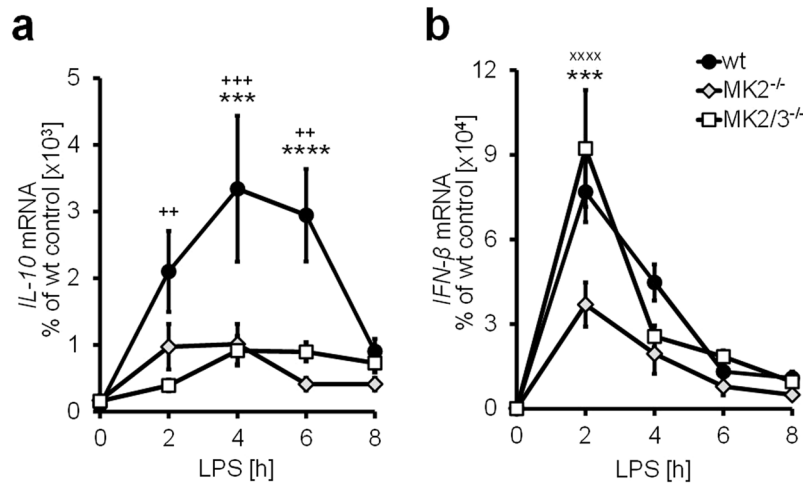 a
IL-10 mRNA
% of wt control [x10³]
5
4
3
2
1
0
++
+++
***
++
****
0 2 4 6 8
LPS [h]
b
IFN-β mRNA
% of wt control [x10⁴]
12
9
6
3
0
xxxx
***
wt
MK2-/-
MK2/3-/-
0 2 4 6 8
LPS [h]